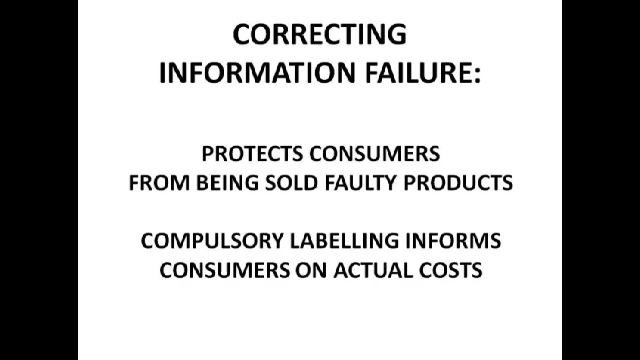 CORRECTING
INFORMATION FAILURE:
PROTECTS CONSUMERS
FROM BEING SOLD FAULTY PRODUCTS
COMPULSORY LABELLING INFORMS
CONSUMERS ON ACTUAL COSTS